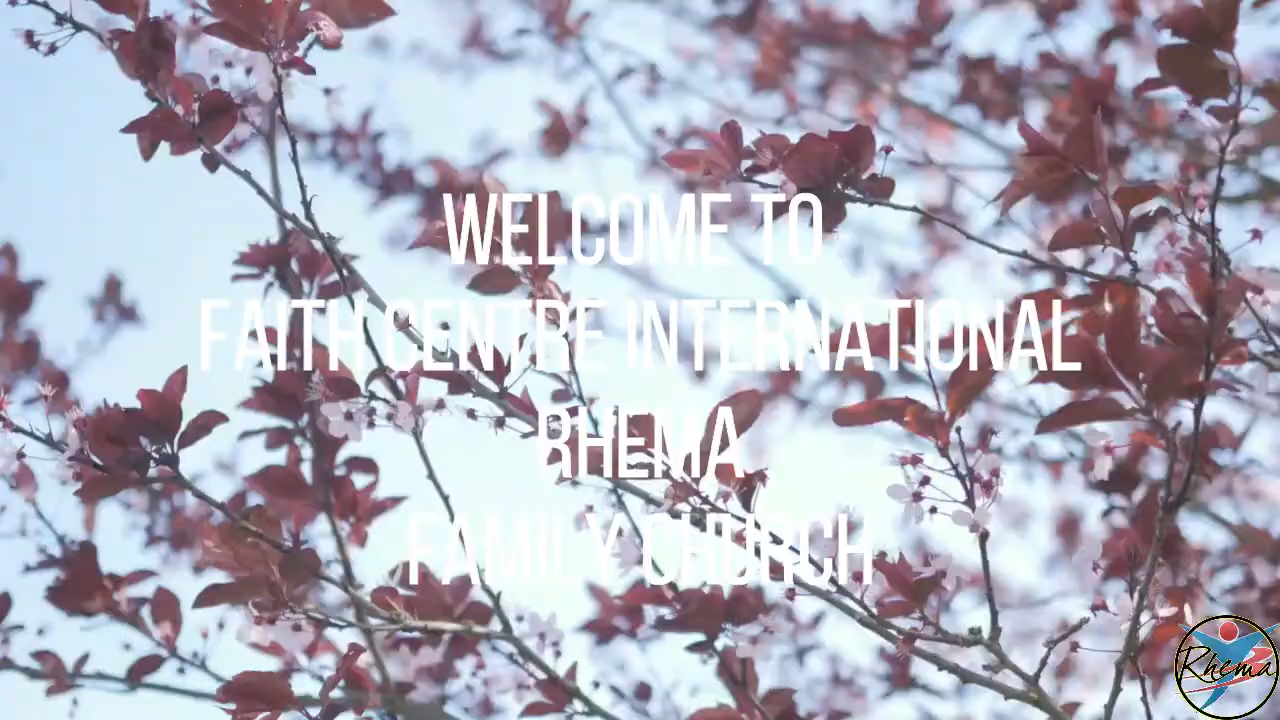 WELCOME TO
FAITH CENTRE INTERNATIONAL
RHEMA
FAMILY CHURCH
Rhema